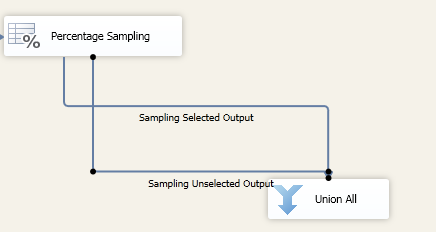 Percentage Sampling
Sampling Selected Output
Sampling Unselected Output
Union All